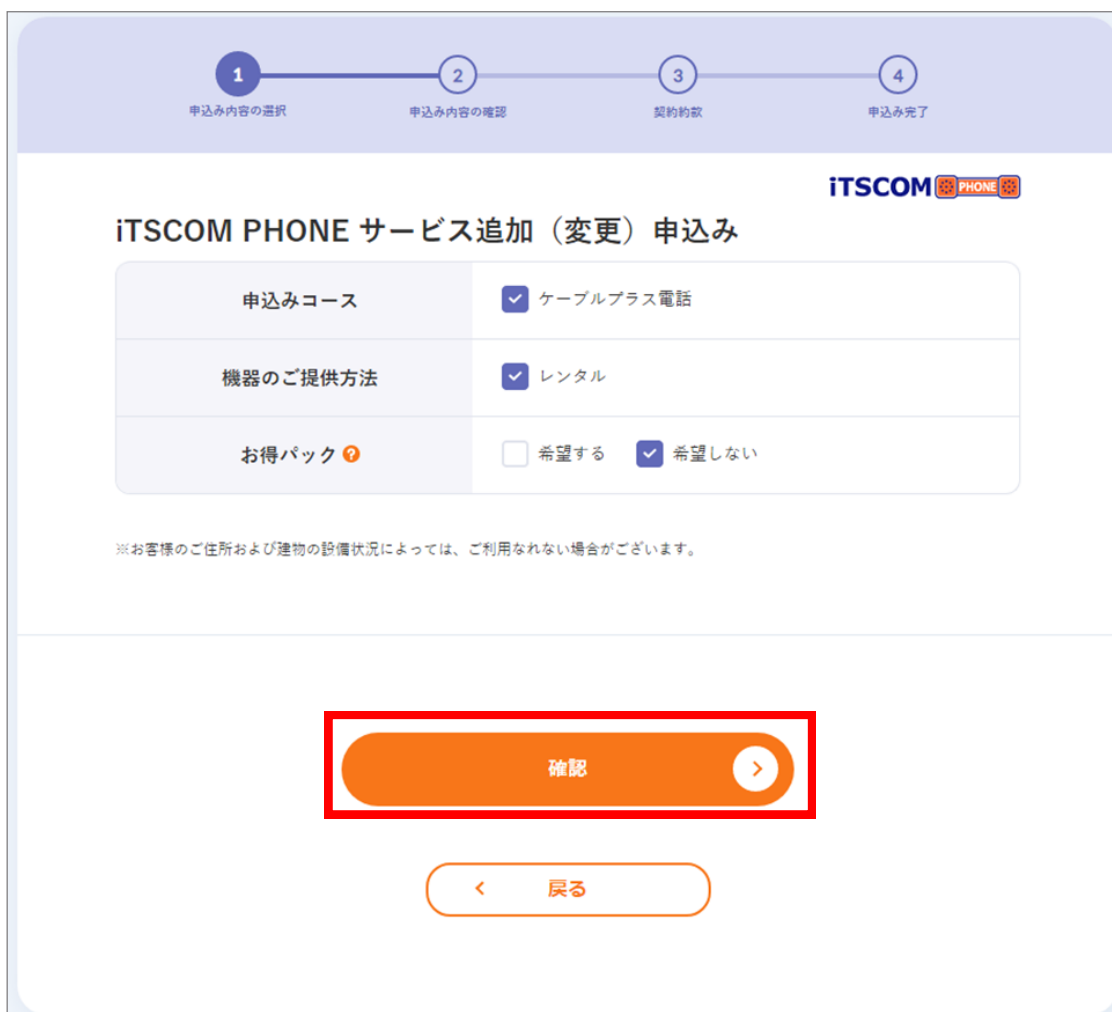 1
2
3
4
申込み内容の選択
申込み内容の確認
契約約款
申込み完了
iTSCOM PHONE
iTSCOM PHONE サービス追加（変更）申込み
申込みコース
ケーブルプラス電話
機器のご提供方法
レンタル
お得パック ?
希望する 希望しない
※お客様のご住所および建物の設備状況によっては、ご利用なれない場合がございます。
確認
戻る